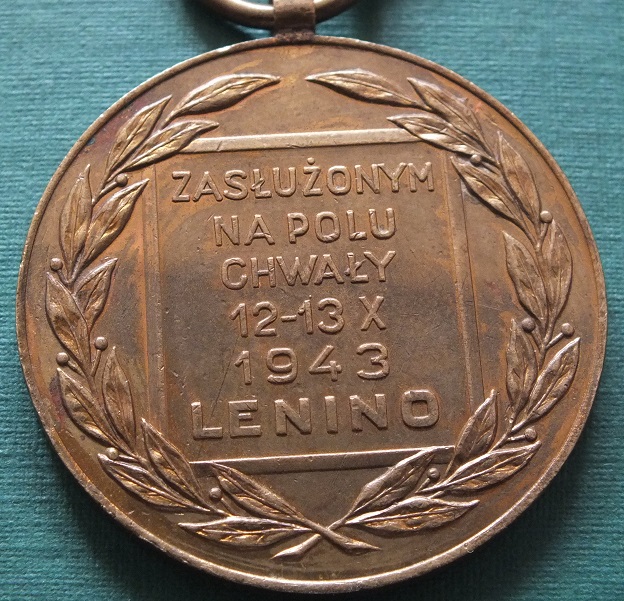 ZASŁUŻONYM
NA POLU
CHWAŁY
12-13 X
1943
LENINO